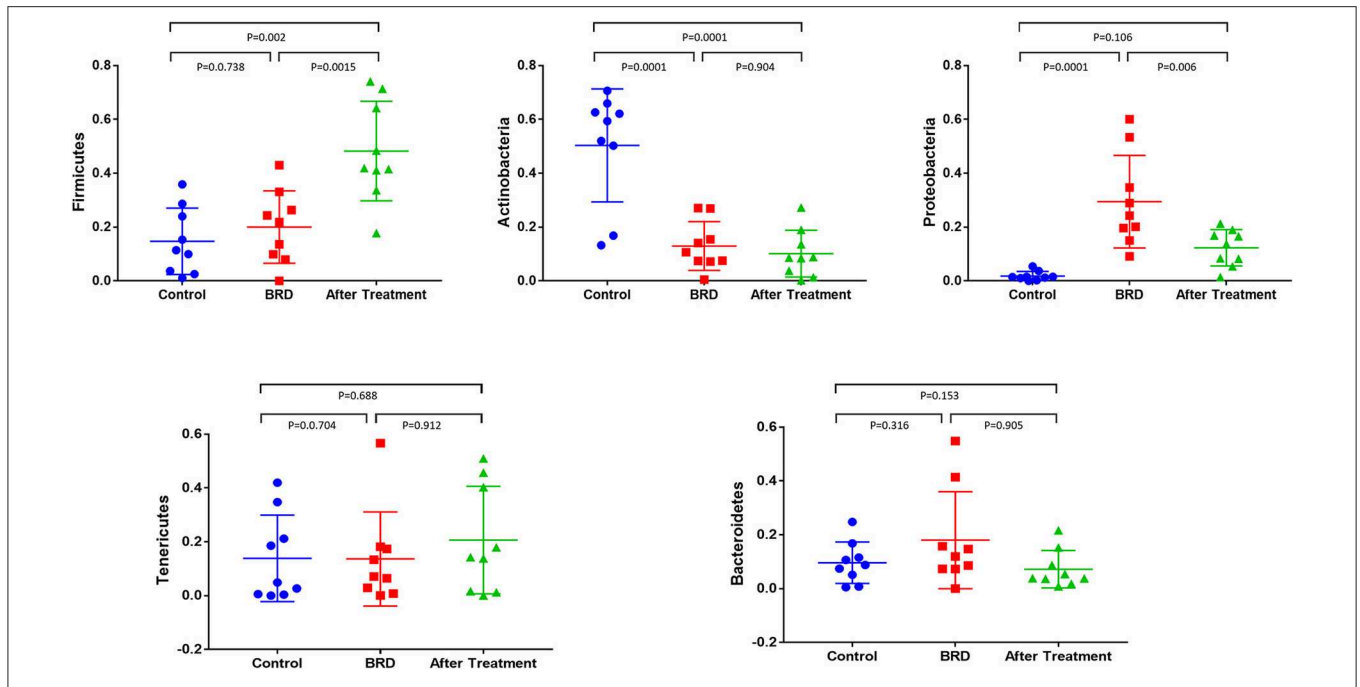 P=0.002
P=0.0.738
P=0.0015
Firmicutes
0.8
0.6
0.4
0.2
0.0
Control
BRD
After Treatment
P=0.0001
P=0.0001
P=0.904
Actinobacteria
0.8
0.6
0.4
0.2
0.0
Control
BRD
After Treatment
P=0.106
P=0.0001
P=0.006
Proteobacteria
0.8
0.6
0.4
0.2
0.0
Control
BRD
After Treatment
P=0.688
P=0.0.704
P=0.912
Tenericutes
0.6
0.4
0.2
0.0
-0.2
Control
BRD
After Treatment
P=0.153
P=0.316
P=0.905
Bacteroidetes
0.6
0.4
0.2
0.0
-0.2
Control
BRD
After Treatment